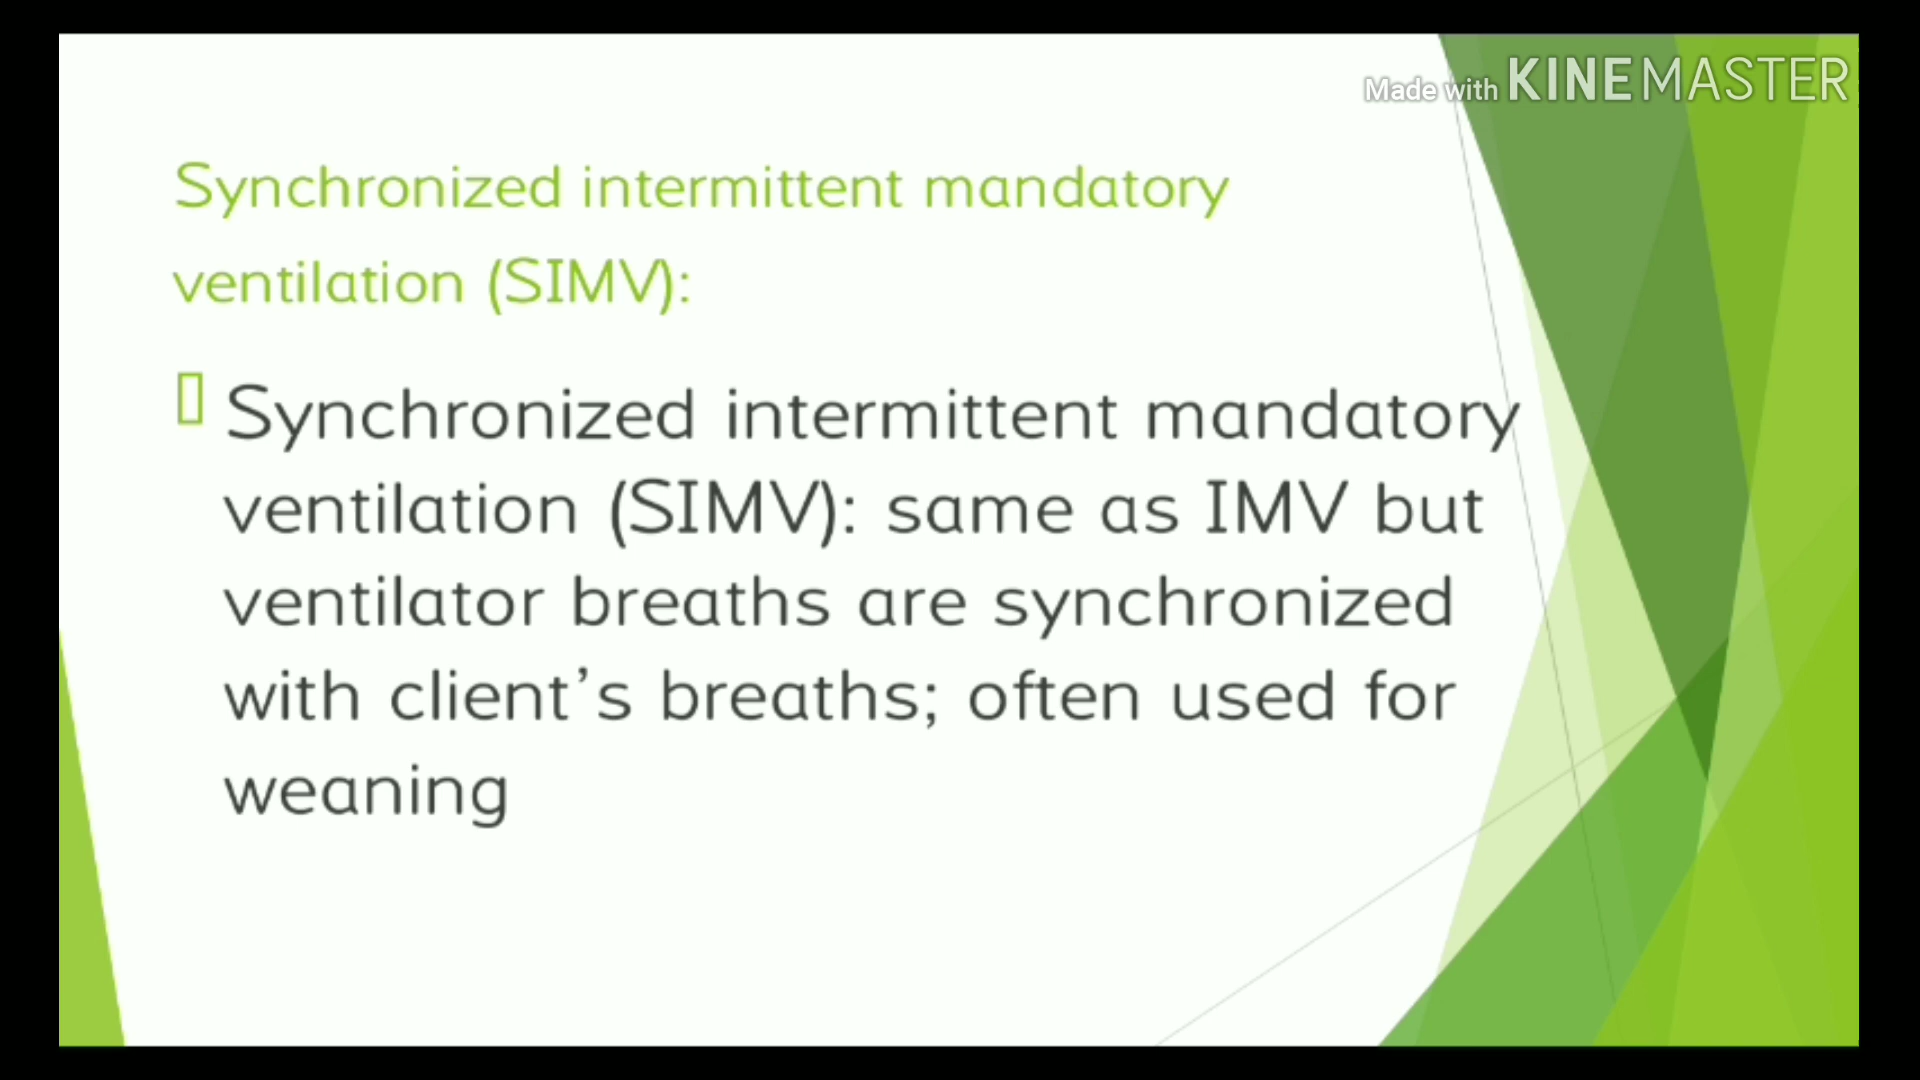 Made with KINEMASTER
Synchronized intermittent mandatory
ventilation (SIMV):
Synchronized intermittent mandatory
ventilation (SIMV): same as IMV but
ventilator breaths are synchronized
with client’s breaths; often used for
weaning